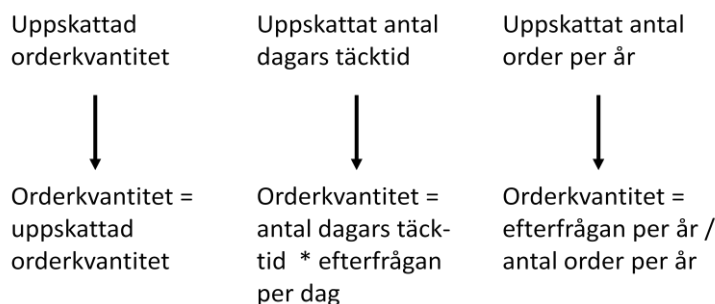 Uppskattad
orderkvantitet
Uppskattat antal
dagars täcktid
Uppskattat antal
order per år
Orderkvantitet =
uppskattad
orderkvantitet
Orderkvantitet =
antal dagars täck-
tid * efterfrågan
per dag
Orderkvantitet =
efterfrågan per år /
antal order per år